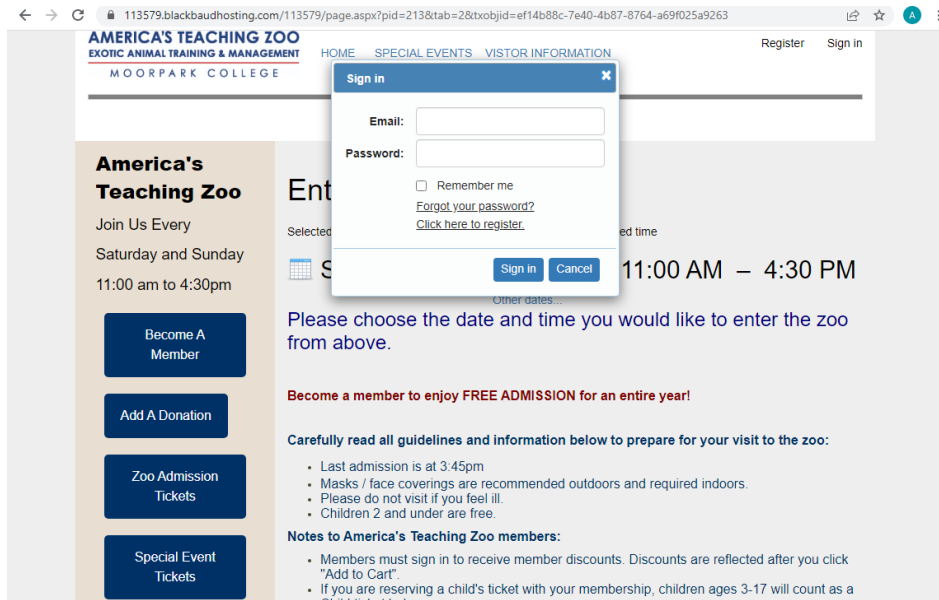 113579.blackbaudhosting.com/113579/page.aspx?pid=213&tab=2&txobjid=ef14b88c-7e40-4b87-8764-a69f025a9263
A
AMERICA'S TEACHING ZOO
EXOTIC ANIMAL TRAINING & MANAGEMENT
MOORPARK COLLEGE
HOME SPECIAL EVENTS VISTOR INFORMATION
Register Sign in
Sign in
Email:
Password:
Remember me
Forgot your password?
Click here to register.
Sign in Cancel
America's
Teaching Zoo
Join Us Every
Saturday and Sunday
11:00 am to 4:30pm
Become A
Member
Add A Donation
Zoo Admission
Tickets
Special Event
Tickets
Ent
Selected ed time
S 11:00 AM – 4:30 PM
Other dates...
Please choose the date and time you would like to enter the zoo
from above.
Become a member to enjoy FREE ADMISSION for an entire year!
Carefully read all guidelines and information below to prepare for your visit to the zoo:
• Last admission is at 3:45pm
• Masks / face coverings are recommended outdoors and required indoors.
• Please do not visit if you feel ill.
• Children 2 and under are free.
Notes to America's Teaching Zoo members:
• Members must sign in to receive member discounts. Discounts are reflected after you click
"Add to Cart".
• If you are reserving a child's ticket with your membership, children ages 3-17 will count as a